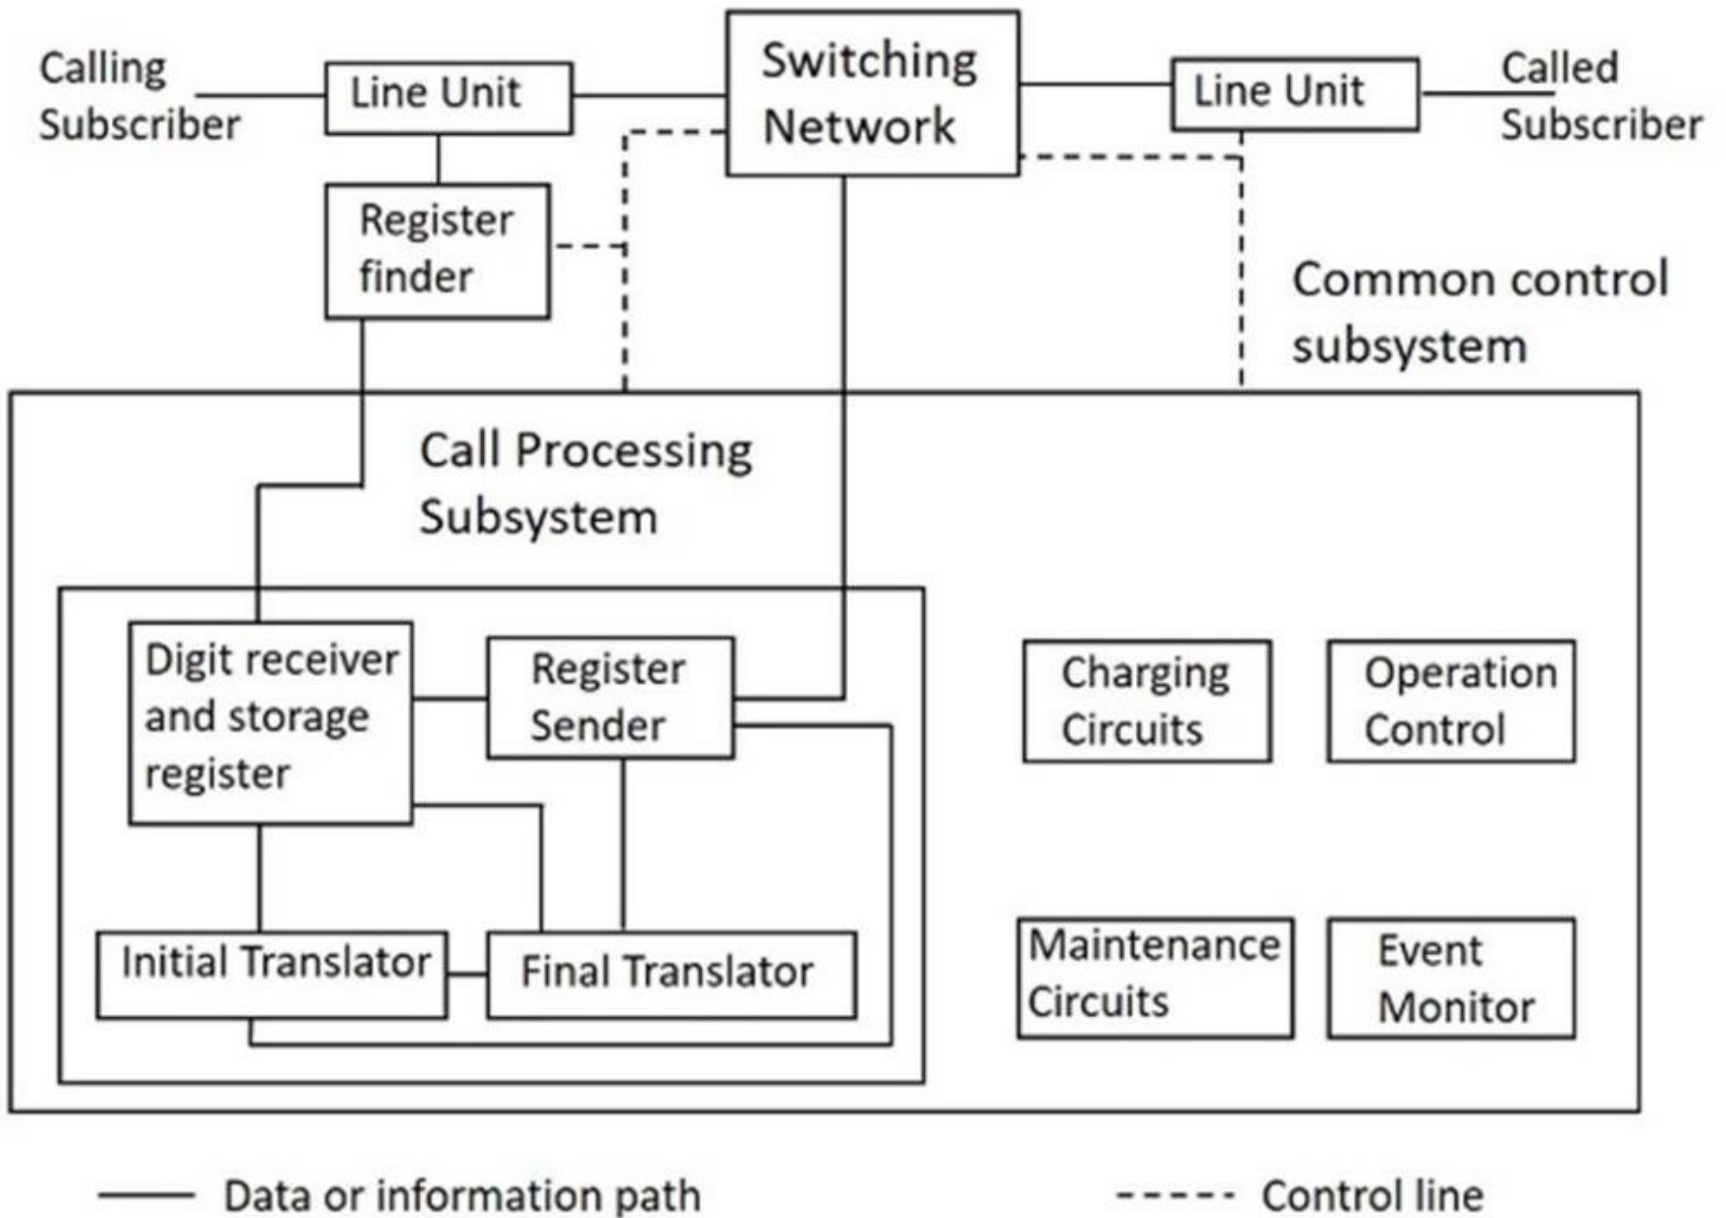 Calling
Subscriber
Line Unit
Switching
Network
Line Unit
Called
Subscriber
Register
finder
Common control
subsystem
Call Processing
Subsystem
Digit receiver
and storage
register
Register
Sender
Charging
Circuits
Operation
Control
Initial Translator
Final Translator
Maintenance
Circuits
Event
Monitor
Data or information path
Control line